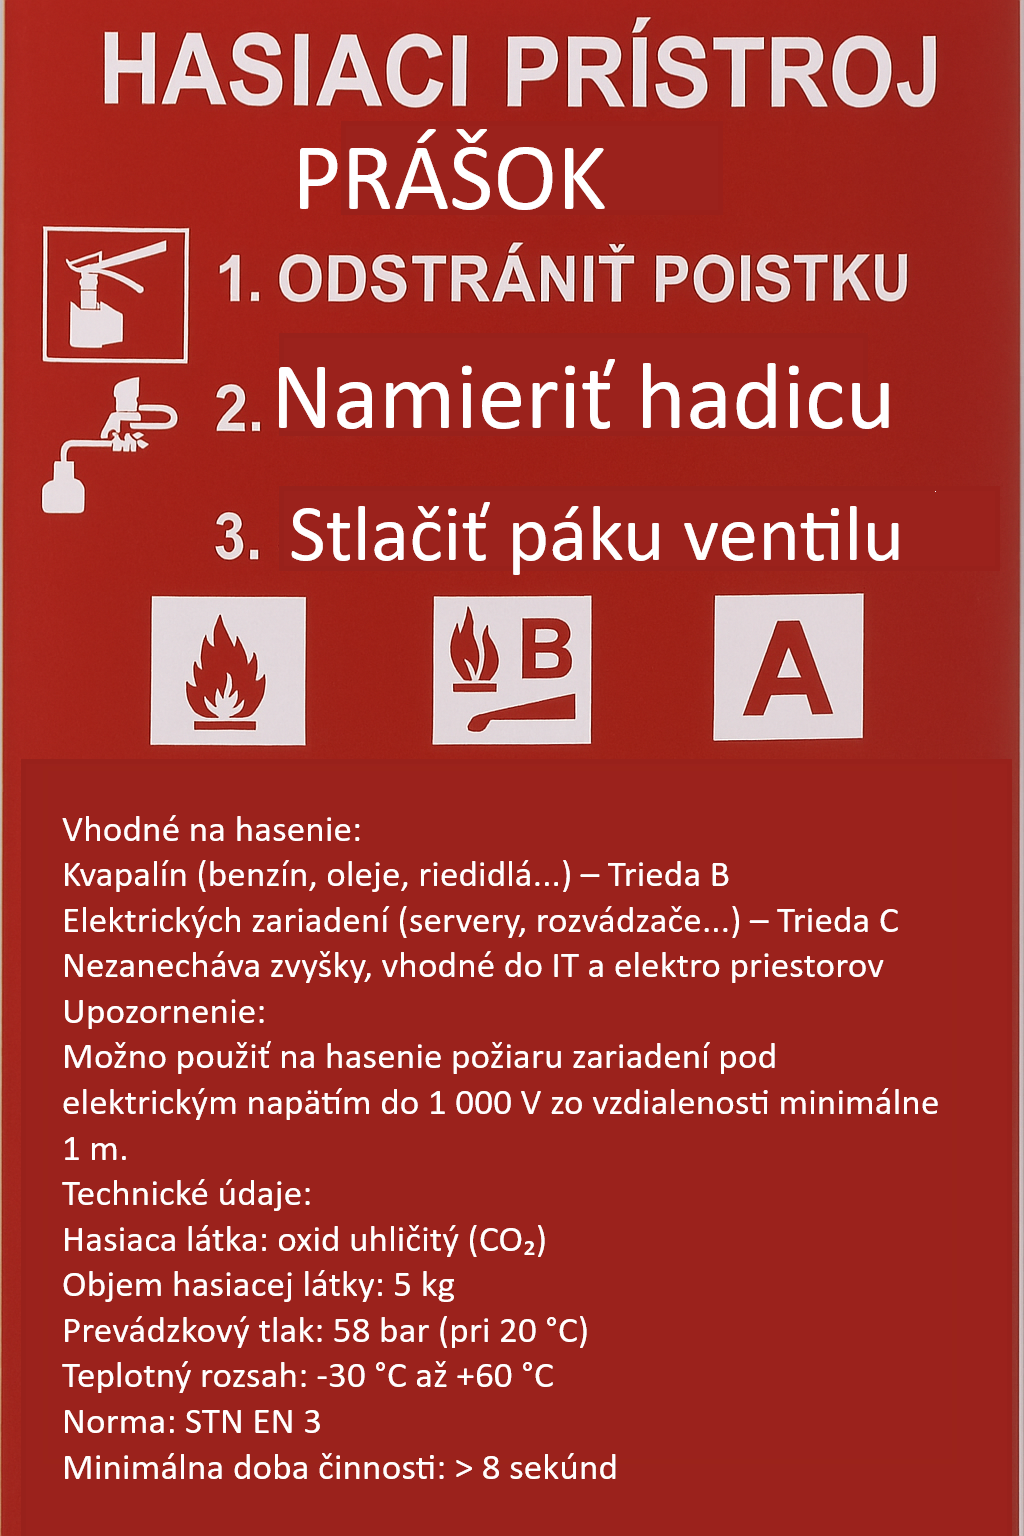 HASIACI PRÍSTROJ
PRÁŠOK
1. ODSTRÁNIŤ POISTKU
2. Namieriť hadicu
3. Stlačiť páku ventilu
B
A
Vhodné na hasenie:
Kvapalín (benzín, oleje, riedidlá...) – Trieda B
Elektrických zariadení (servery, rozvádzače...) – Trieda C
Nezanecháva zvyšky, vhodné do IT a elektro priestorov
Upozornenie:
Možno použiť na hasenie požiaru zariadení pod
elektrickým napätím do 1 000 V zo vzdialenosti minimálne
1 m.
Technické údaje:
Hasiaca látka: oxid uhličitý (CO₂)
Objem hasiacej látky: 5 kg
Prevádzkový tlak: 58 bar (pri 20 °C)
Teplotný rozsah: -30 °C až +60 °C
Norma: STN EN 3
Minimálna doba činnosti: > 8 sekúnd